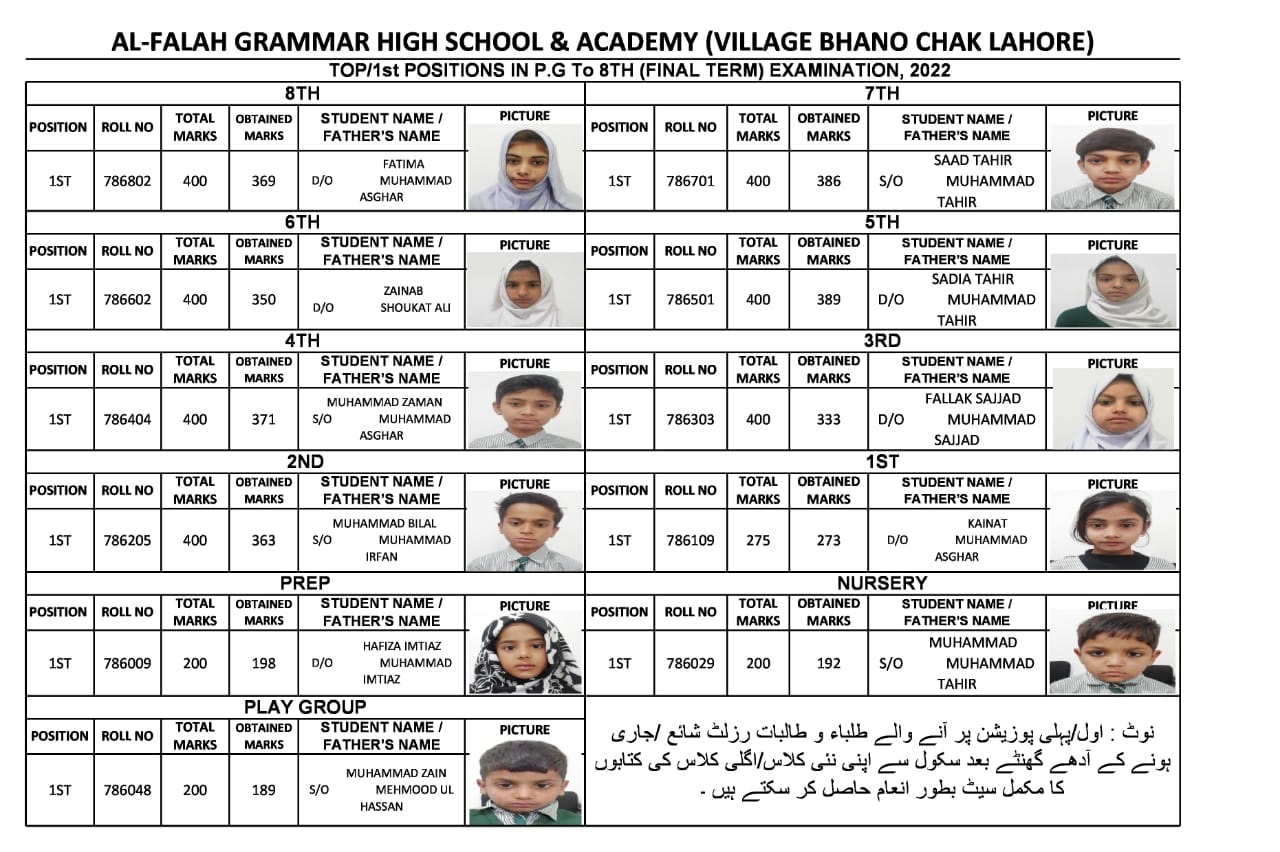 AL-FALAH GRAMMAR HIGH SCHOOL & ACADEMY (VILLAGE BHANO CHAK LAHORE)
TOP/1st POSITIONS IN P.G To 8TH (FINAL TERM) EXAMINATION, 2022
8TH
POSITION ROLL NO TOTAL MARKS OBTAINED MARKS STUDENT NAME / FATHER'S NAME PICTURE
1ST 786802 400 369 FATIMA D/O MUHAMMAD ASGHAR
7TH
POSITION ROLL NO TOTAL MARKS OBTAINED MARKS STUDENT NAME / FATHER'S NAME PICTURE
1ST 786701 400 386 SAAD TAHIR S/O MUHAMMAD TAHIR
6TH
POSITION ROLL NO TOTAL MARKS OBTAINED MARKS STUDENT NAME / FATHER'S NAME PICTURE
1ST 786602 400 350 ZAINAB D/O SHOUKAT ALI
5TH
POSITION ROLL NO TOTAL MARKS OBTAINED MARKS STUDENT NAME / FATHER'S NAME PICTURE
1ST 786501 400 389 SADIA TAHIR D/O MUHAMMAD TAHIR
4TH
POSITION ROLL NO TOTAL MARKS OBTAINED MARKS STUDENT NAME / FATHER'S NAME PICTURE
1ST 786404 400 371 MUHAMMAD ZAMAN S/O MUHAMMAD ASGHAR
3RD
POSITION ROLL NO TOTAL MARKS OBTAINED MARKS STUDENT NAME / FATHER'S NAME PICTURE
1ST 786303 400 333 FALLAK SAJJAD D/O MUHAMMAD SAJJAD
2ND
POSITION ROLL NO TOTAL MARKS OBTAINED MARKS STUDENT NAME / FATHER'S NAME PICTURE
1ST 786205 400 363 MUHAMMAD BILAL S/O MUHAMMAD IRFAN
1ST
POSITION ROLL NO TOTAL MARKS OBTAINED MARKS STUDENT NAME / FATHER'S NAME PICTURE
1ST 786109 275 273 KAINAT D/O MUHAMMAD ASGHAR
PREP
POSITION ROLL NO TOTAL MARKS OBTAINED MARKS STUDENT NAME / FATHER'S NAME PICTURE
1ST 786009 200 198 HAFIZA IMTIAZ D/O MUHAMMAD IMTIAZ
NURSERY
POSITION ROLL NO TOTAL MARKS OBTAINED MARKS STUDENT NAME / FATHER'S NAME PICTURE
1ST 786029 200 192 MUHAMMAD S/O MUHAMMAD TAHIR
PLAY GROUP
POSITION ROLL NO TOTAL MARKS OBTAINED MARKS STUDENT NAME / FATHER'S NAME PICTURE
1ST 786048 200 189 MUHAMMAD ZAIN S/O MEHMOOD UL HASSAN
نوٹ : اول/پہلی پوزیشن پر آنے والے طلباء و طالبات رزلٹ شائع /جاری
ہونے کے آدھے گھنٹے بعد سکول سے اپنی نئی کلاس/اگلی کلاس کی کتابوں
کا مکمل سیٹ بطور انعام حاصل کر سکتے ہیں ۔